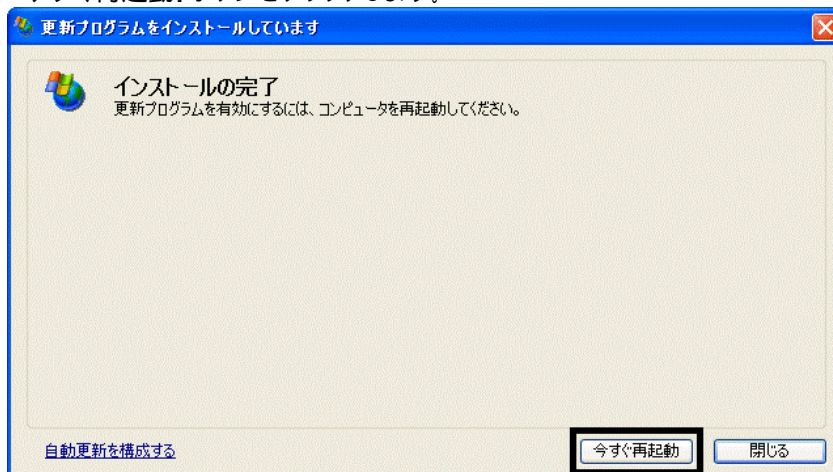 更新プログラムをインストールしています
インストールの完了
更新プログラムを有効にするには、コンピュータを再起動してください。
自動更新を構成する
今すぐ再起動
閉じる